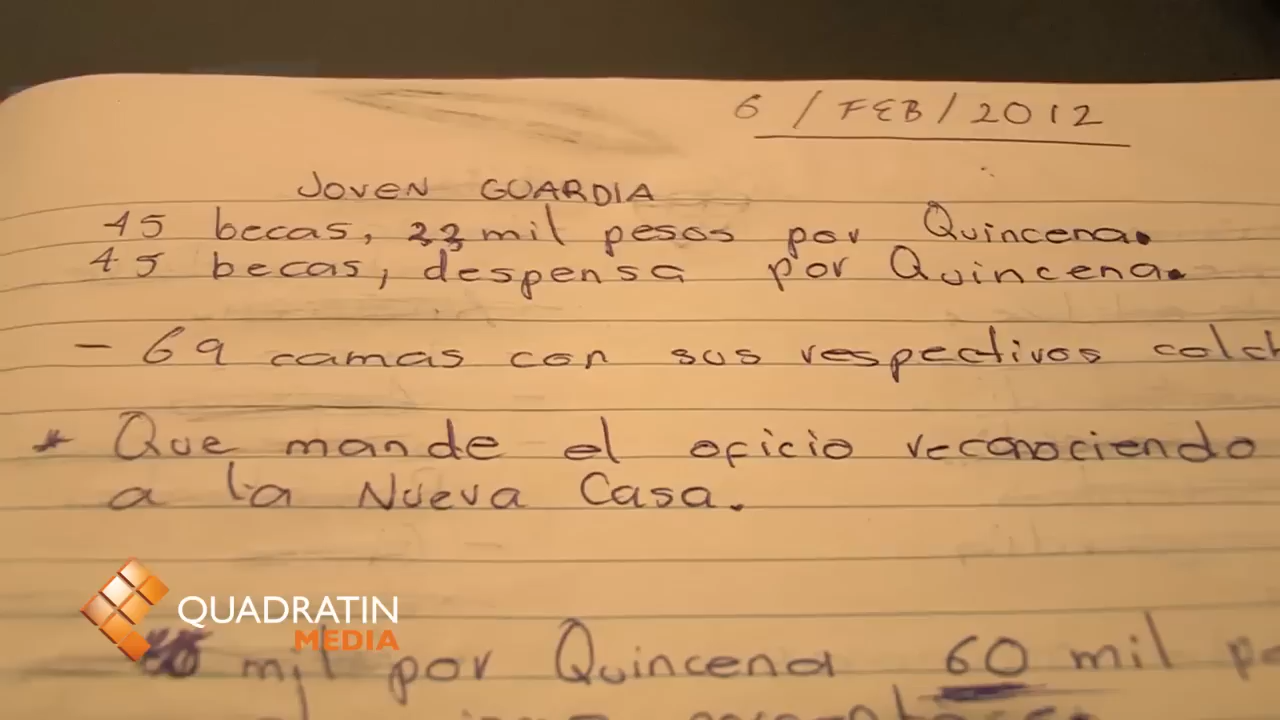 6 / FEB / 2012
JOVEN GUARDIA
45 becas, 23 mil pesos por Quincena.
45 becas, despensa por Quincena.
- 69 camas con sus respectivos colch
* Que mande el oficio reconociendo
a la Nueva Casa.
QUADRATIN
MEDIA
mil por Quincena 60 mil